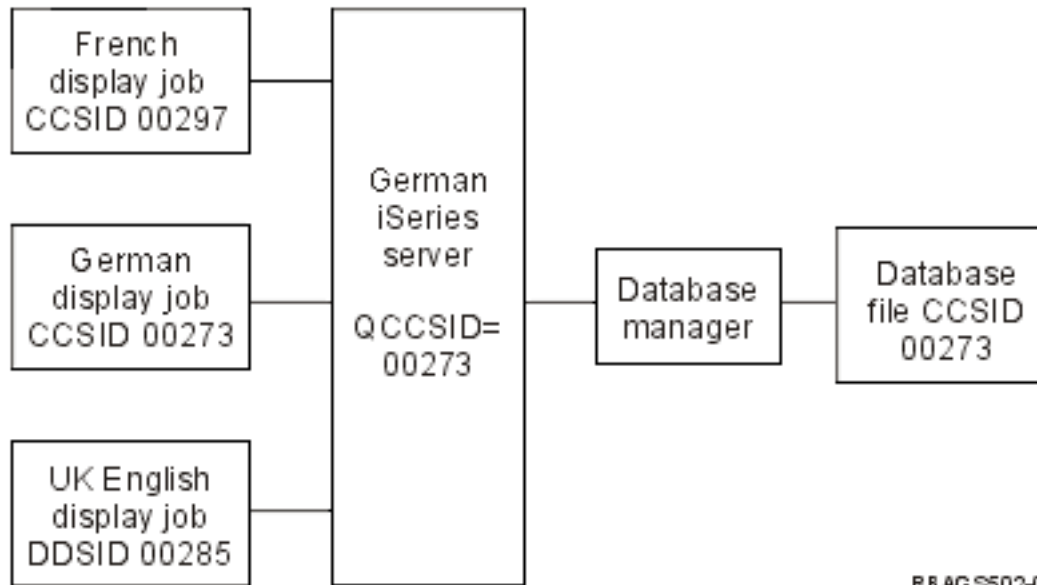 French
display job
CCSID 00297
German
display job
CCSID 00273
UK English
display job
DDSID 00285
German
iSeries
server
QCCSID=
00273
Database
manager
Database
file CCSID
00273